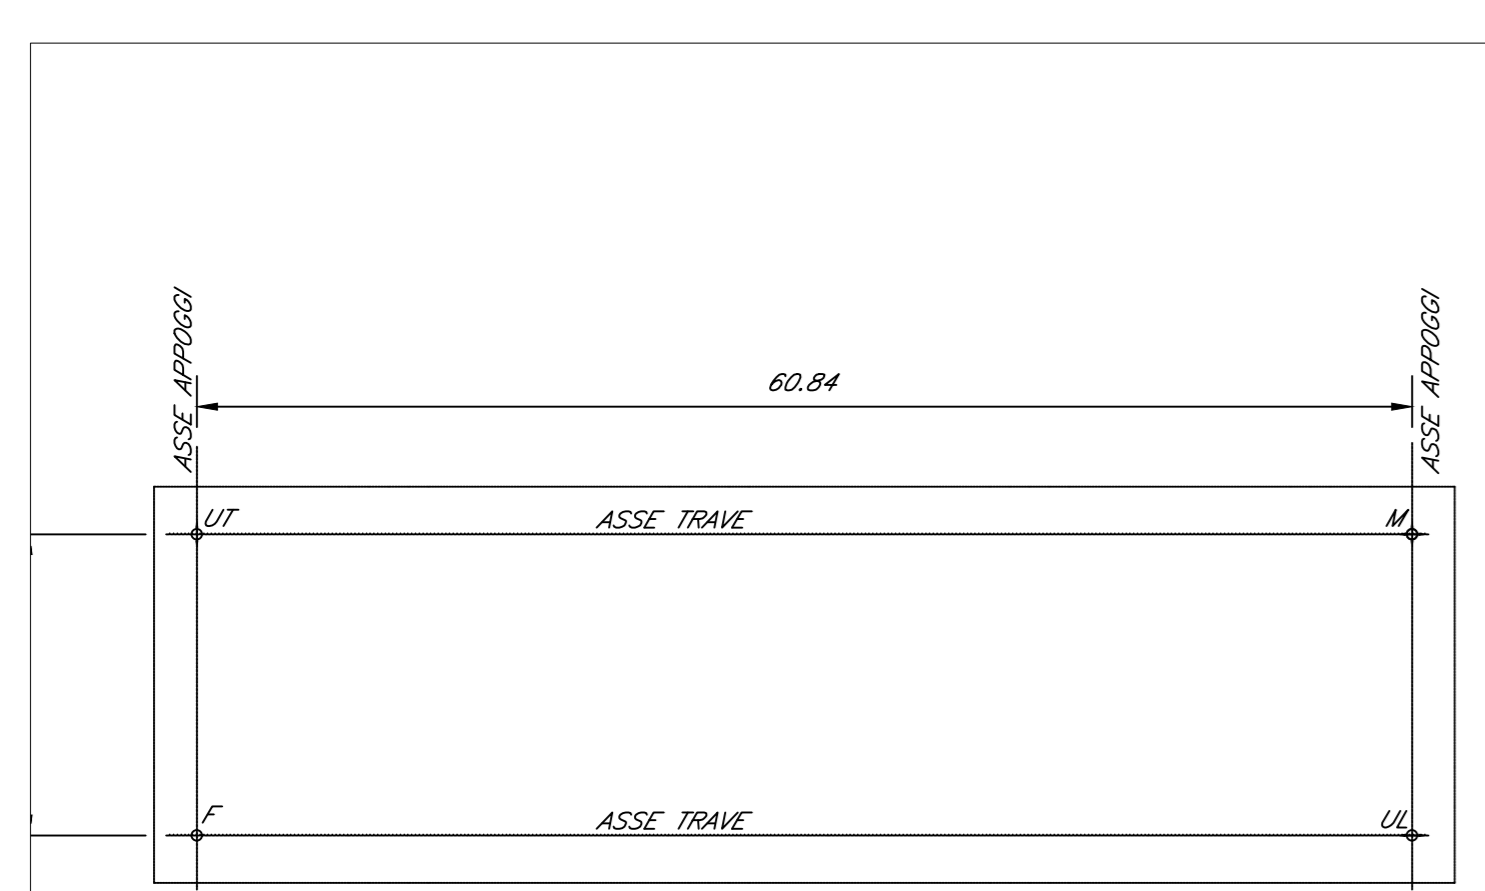 ASSE APPOGGI
60.84
ASSE APPOGGI
UT
ASSE TRAVE
M
F
ASSE TRAVE
UL